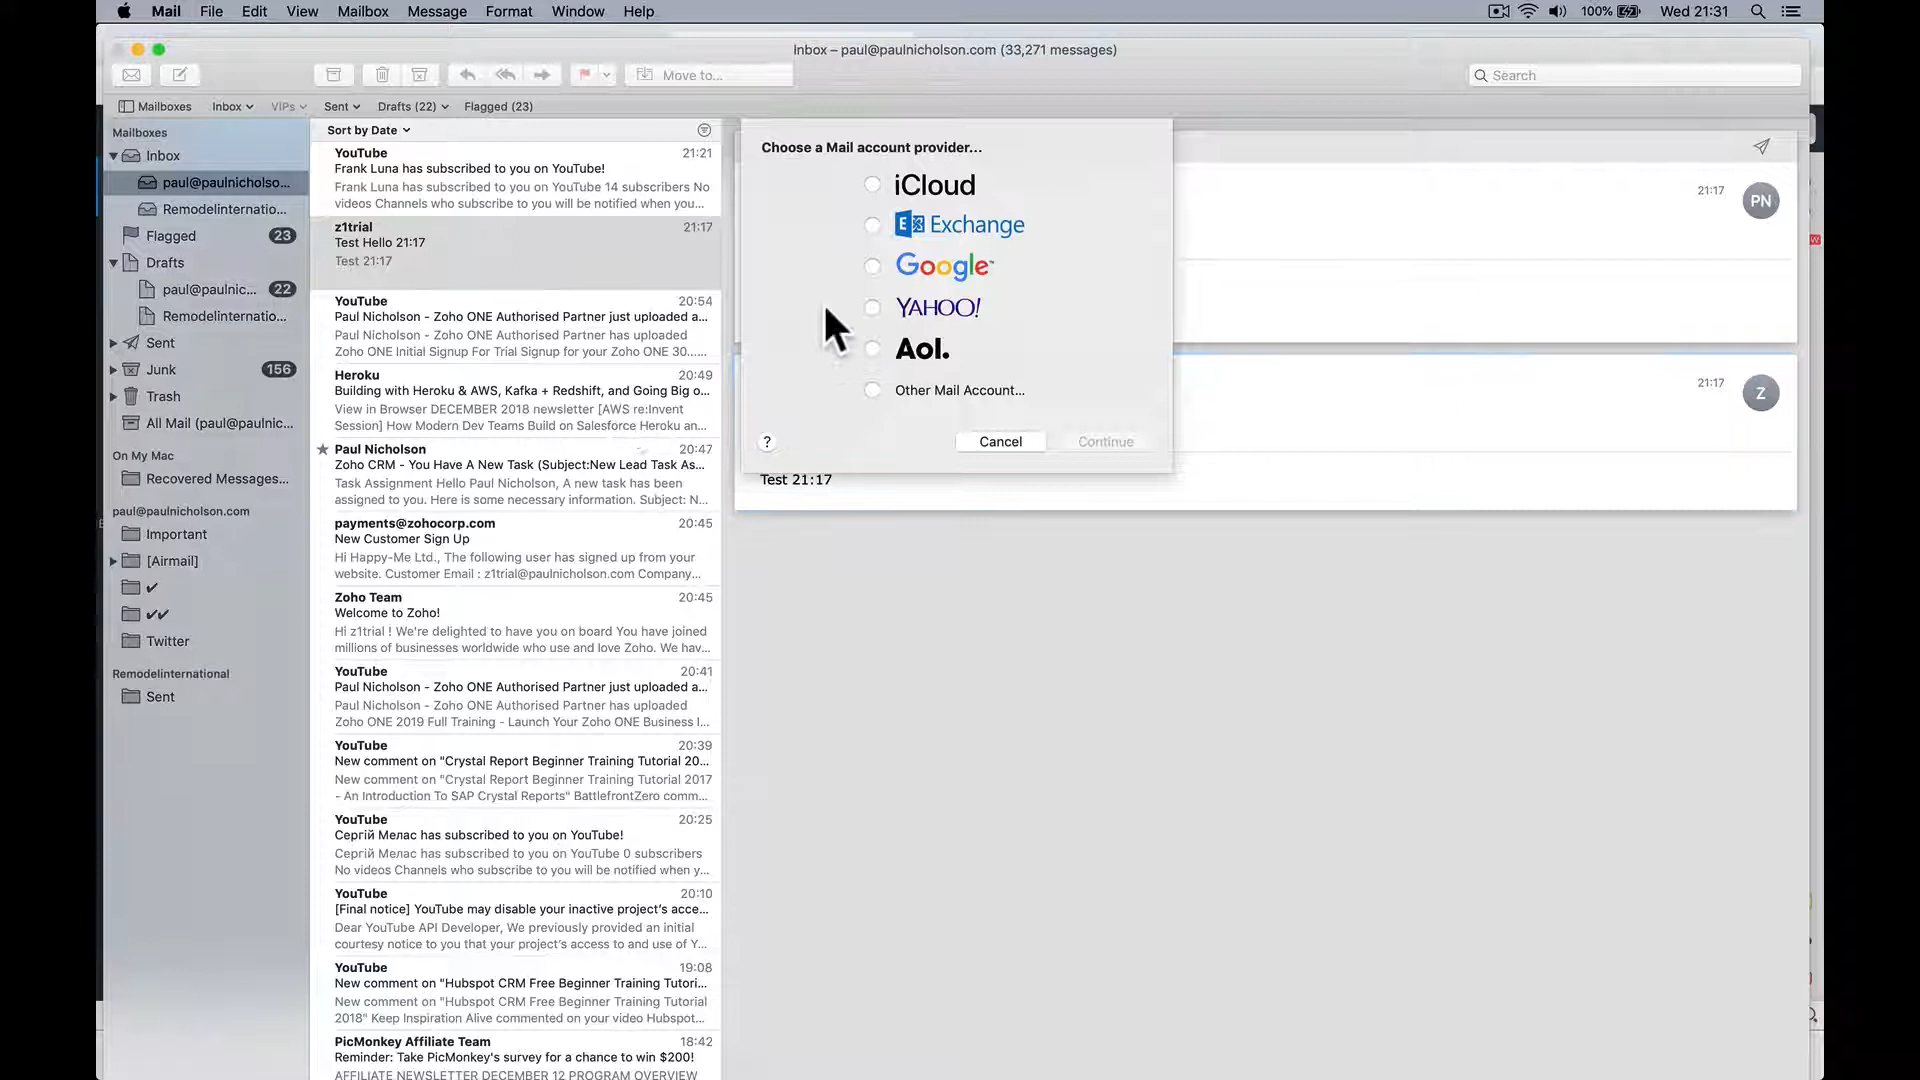 Mail File Edit View Mailbox Message Format Window Help 100% Wed 21:31
Inbox – paul@paulnicholson.com (33,271 messages)
Move to... Search
Mailboxes Inbox VIPs Sent Drafts (22) Flagged (23)
Mailboxes
Inbox
paul@paulnicholso...
Remodelinternatio...
Flagged 23
Drafts
paul@paulnic... 22
Remodelinternatio...
Sent
Junk 156
Trash
All Mail (paul@paulnic...
On My Mac
Recovered Messages...
paul@paulnicholson.com
Important
[Airmail]
✔
✔✔
Twitter
Remodelinternational
Sent
Sort by Date
YouTube 21:21
Frank Luna has subscribed to you on YouTube!
Frank Luna has subscribed to you on YouTube 14 subscribers No
videos Channels who subscribe to you will be notified when you...
z1trial 21:17
Test Hello 21:17
Test 21:17
YouTube 20:54
Paul Nicholson - Zoho ONE Authorised Partner just uploaded a...
Paul Nicholson - Zoho ONE Authorised Partner has uploaded
Zoho ONE Initial Signup For Trial Signup for your Zoho ONE 30.....
Heroku 20:49
Building with Heroku & AWS, Kafka + Redshift, and Going Big o...
View in Browser DECEMBER 2018 newsletter [AWS re:Invent
Session] How Modern Dev Teams Build on Salesforce Heroku an...
Paul Nicholson 20:47
Zoho CRM - You Have A New Task (Subject:New Lead Task As...
Task Assignment Hello Paul Nicholson, A new task has been
assigned to you. Here is some necessary information. Subject: N...
payments@zohocorp.com 20:45
New Customer Sign Up
Hi Happy-Me Ltd., The following user has signed up from your
website. Customer Email : z1trial@paulnicholson.com Company...
Zoho Team 20:45
Welcome to Zoho!
Hi z1trial ! We're delighted to have you on board You have joined
millions of businesses worldwide who use and love Zoho. We hav...
YouTube 20:41
Paul Nicholson - Zoho ONE Authorised Partner just uploaded a...
Paul Nicholson - Zoho ONE Authorised Partner has uploaded
Zoho ONE 2019 Full Training - Launch Your Zoho ONE Business I...
YouTube 20:39
New comment on "Crystal Report Beginner Training Tutorial 20...
New comment on "Crystal Report Beginner Training Tutorial 2017
- An Introduction To SAP Crystal Reports" BattlefrontZero comm...
YouTube 20:25
Сергій Мелас has subscribed to you on YouTube!
Сергій Мелас has subscribed to you on YouTube 0 subscribers
No videos Channels who subscribe to you will be notified when y...
YouTube 20:10
[Final notice] YouTube may disable your inactive project's acce...
Dear YouTube API Developer, We previously provided an initial
courtesy notice to you that your project's access to and use of Y...
YouTube 19:08
New comment on "Hubspot CRM Free Beginner Training Tutori...
New comment on "Hubspot CRM Free Beginner Training Tutorial
2018" Keep Inspiration Alive commented on your video Hubspot...
PicMonkey Affiliate Team 18:42
Reminder: Take PicMonkey's survey for a chance to win $200!
AFFILIATE NEWSLETTER DECEMBER 12 PROGRAM OVERVIEW
Choose a Mail account provider...
iCloud
Exchange
Google™
YAHOO!
Aol.
Other Mail Account...
? Cancel Continue
21:17 PN
21:17 Z
Test 21:17